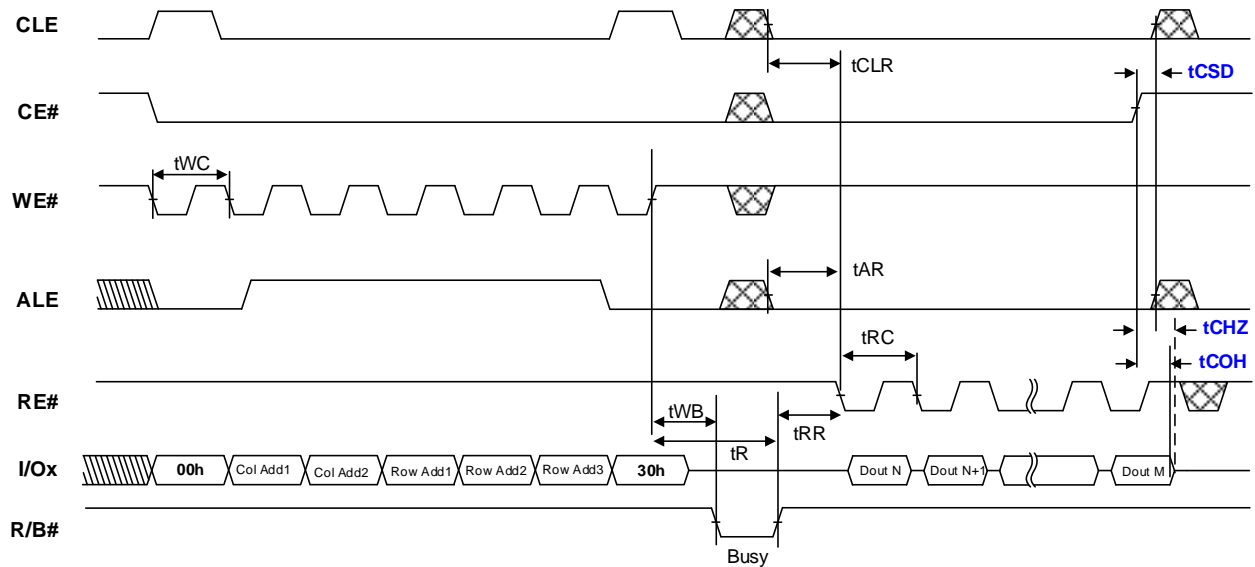 CLE
tCLR
tCSD
CE#
tWC
WE#
ALE
tAR
tCHZ
tRC
tCOH
RE#
tWB
tRR
tR
I/Ox
00h Col Add1 Col Add2 Row Add1 Row Add2 Row Add3 30h Dout N Dout N+1 Dout M
R/B#
Busy